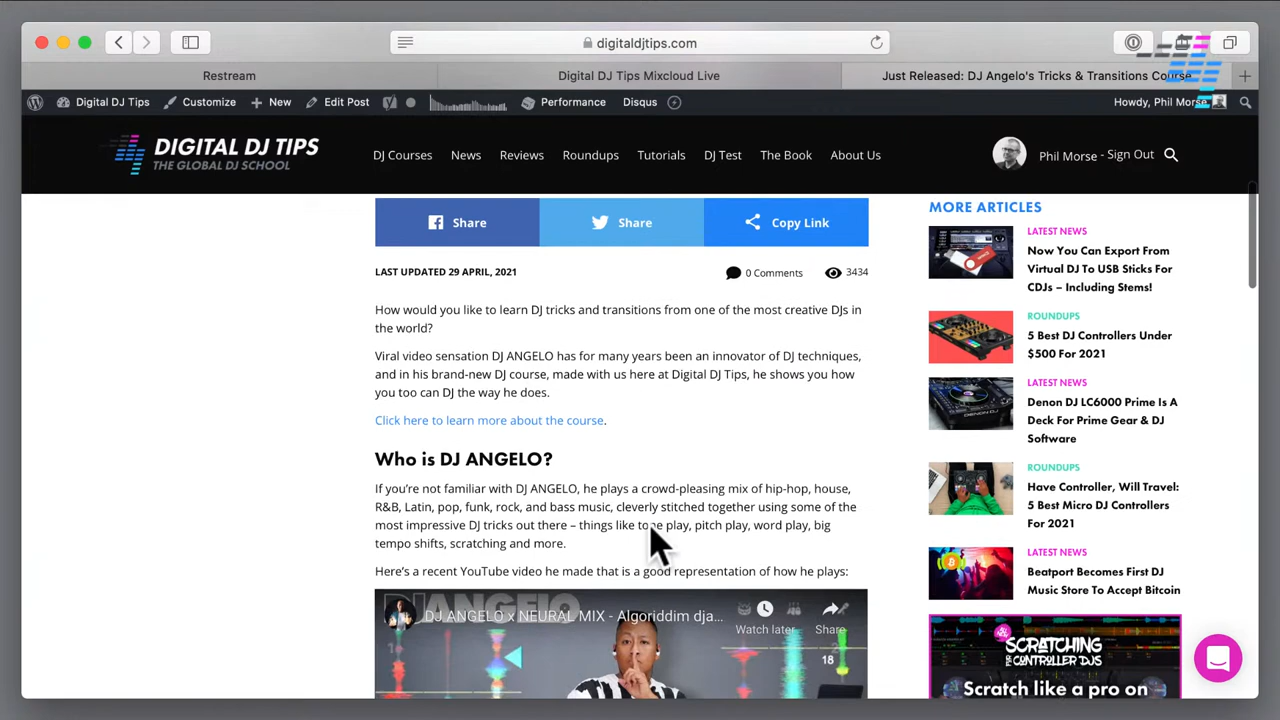 digitaldjtips.com
Restream
Digital DJ Tips Mixcloud Live
Just Released: DJ Angelo's Tricks & Transitions Course
Digital DJ Tips
Customize
New
Edit Post
Performance
Disqus
Howdy, Phil Morse
DIGITAL DJ TIPS
THE GLOBAL DJ SCHOOL
DJ Courses
News
Reviews
Roundups
Tutorials
DJ Test
The Book
About Us
Phil Morse - Sign Out
Share
Share
Copy Link
LAST UPDATED 29 APRIL, 2021
0 Comments
3434
How would you like to learn DJ tricks and transitions from one of the most creative DJs in
the world?
Viral video sensation DJ ANGELO has for many years been an innovator of DJ techniques,
and in his brand-new DJ course, made with us here at Digital DJ Tips, he shows you how
you too can DJ the way he does.
Click here to learn more about the course.
Who is DJ ANGELO?
If you're not familiar with DJ ANGELO, he plays a crowd-pleasing mix of hip-hop, house,
R&B, Latin, pop, funk, rock, and bass music, cleverly stitched together using some of the
most impressive DJ tricks out there – things like tone play, pitch play, word play, big
tempo shifts, scratching and more.
Here's a recent YouTube video he made that is a good representation of how he plays:
DJ ANGELO x NEURAL MIX - Algoriddim dja...
Watch later
Share
18
MORE ARTICLES
LATEST NEWS
Now You Can Export From
Virtual DJ To USB Sticks For
CDJs – Including Stems!
ROUNDUPS
5 Best DJ Controllers Under
$500 For 2021
LATEST NEWS
Denon DJ LC6000 Prime Is A
Deck For Prime Gear & DJ
Software
ROUNDUPS
Have Controller, Will Travel:
5 Best Micro DJ Controllers
For 2021
LATEST NEWS
Beatport Becomes First DJ
Music Store To Accept Bitcoin
SCRATCHING
FOR CONTROLLER DJS
Scratch like a pro on